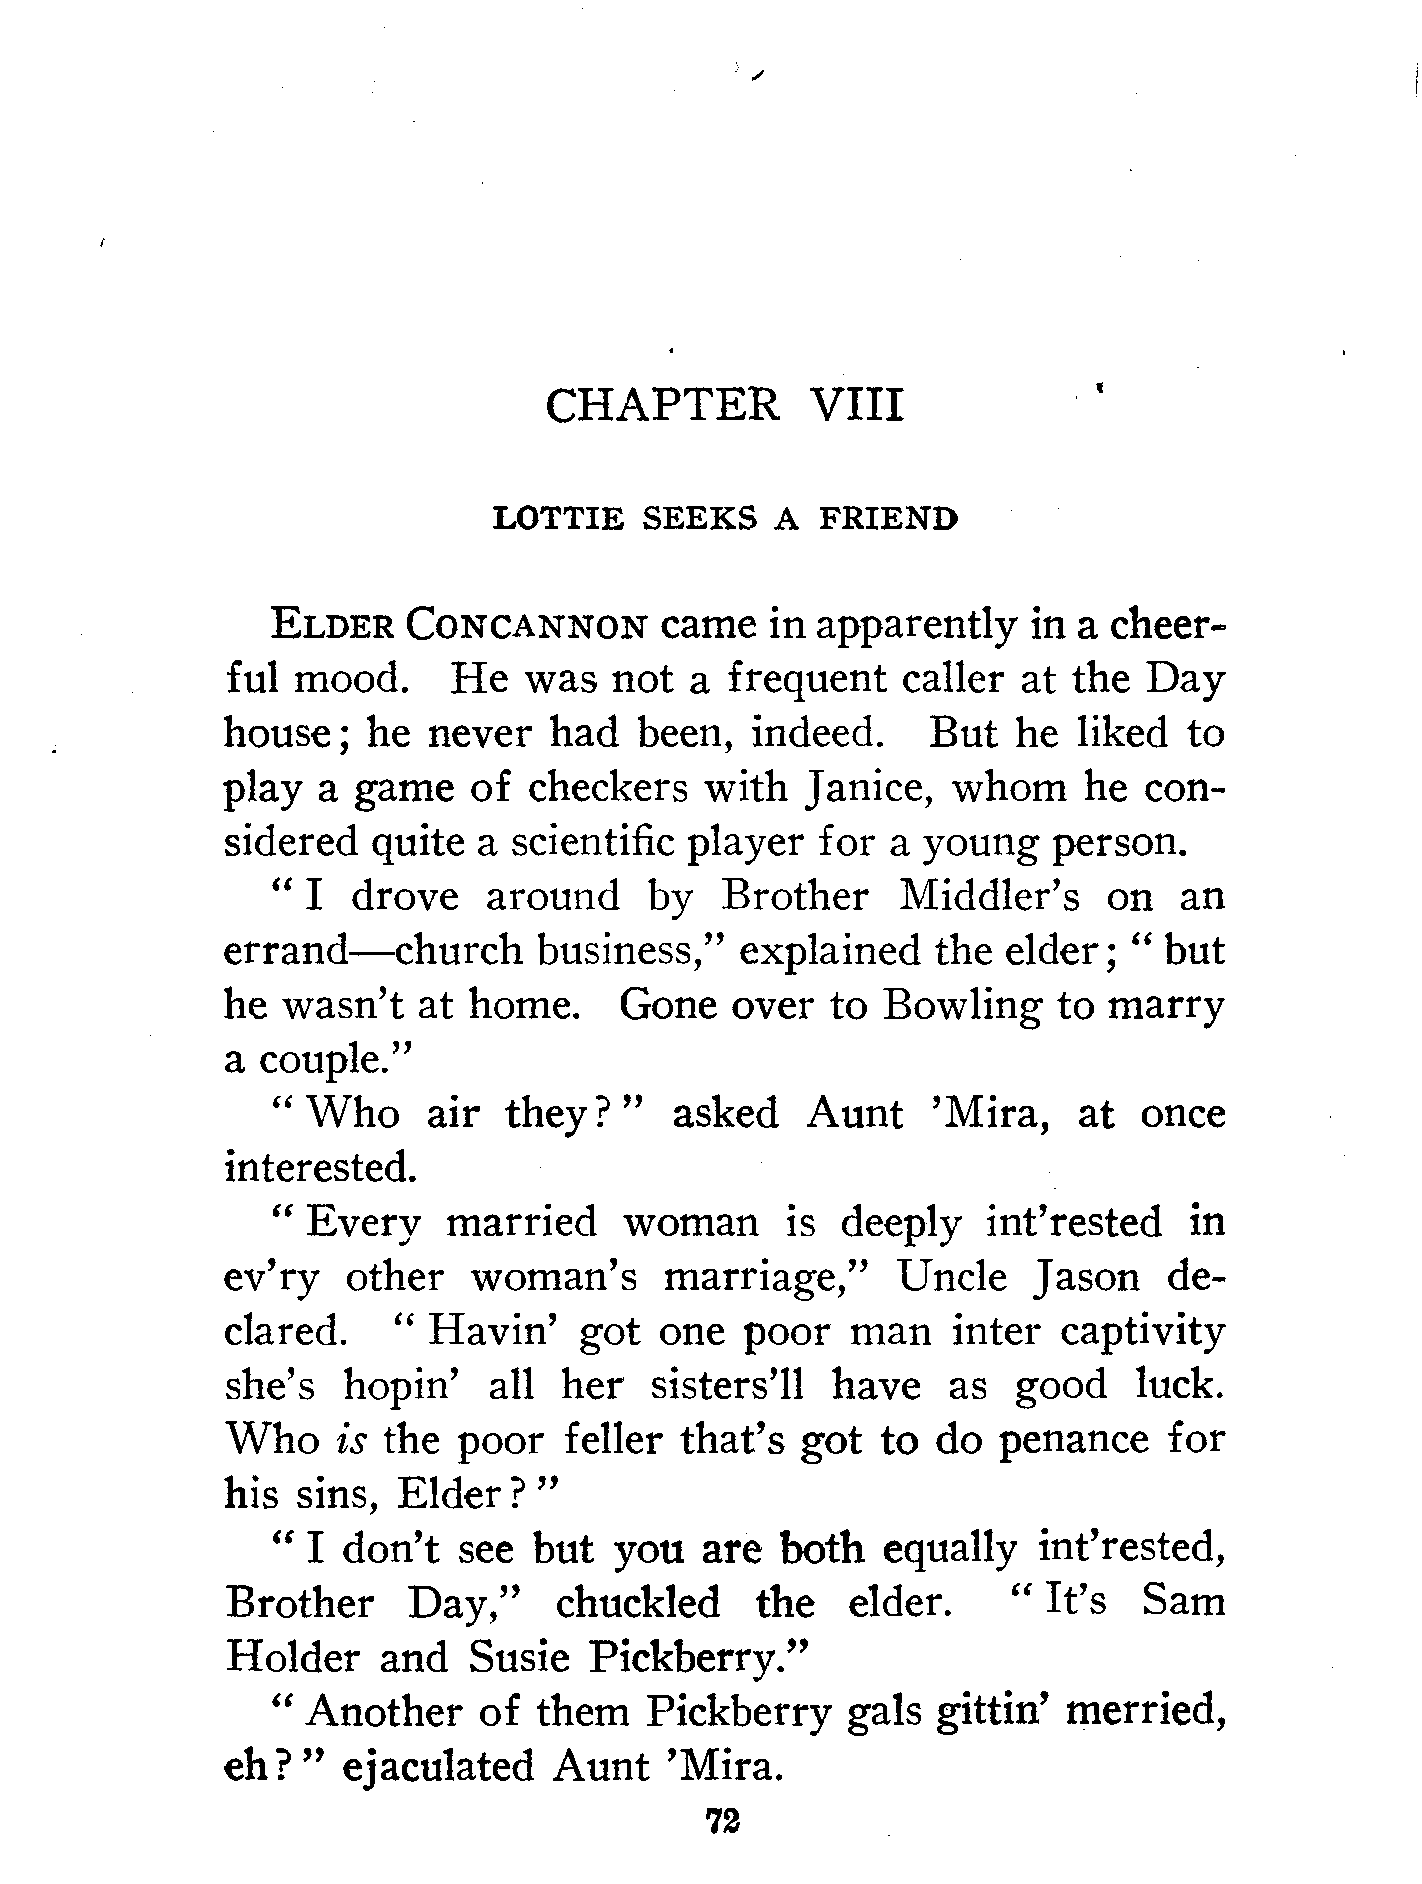 CHAPTER VIII
LOTTIE SEEKS A FRIEND
ELDER CONCANNON came in apparently in a cheer-
ful mood. He was not a frequent caller at the Day
house; he never had been, indeed. But he liked to
play a game of checkers with Janice, whom he con-
sidered quite a scientific player for a young person.
" I drove around by Brother Middler's on an
errand—church business," explained the elder; " but
he wasn't at home. Gone over to Bowling to marry
a couple."
" Who air they? " asked Aunt 'Mira, at once
interested.
" Every married woman is deeply int'rested in
ev'ry other woman's marriage," Uncle Jason de-
clared. " Havin' got one poor man inter captivity
she's hopin' all her sisters'll have as good luck.
Who is the poor feller that's got to do penance for
his sins, Elder? "
" I don't see but you are both equally int'rested,
Brother Day," chuckled the elder. " It's Sam
Holder and Susie Pickberry."
" Another of them Pickberry gals gittin' merried,
eh? " ejaculated Aunt 'Mira.
72